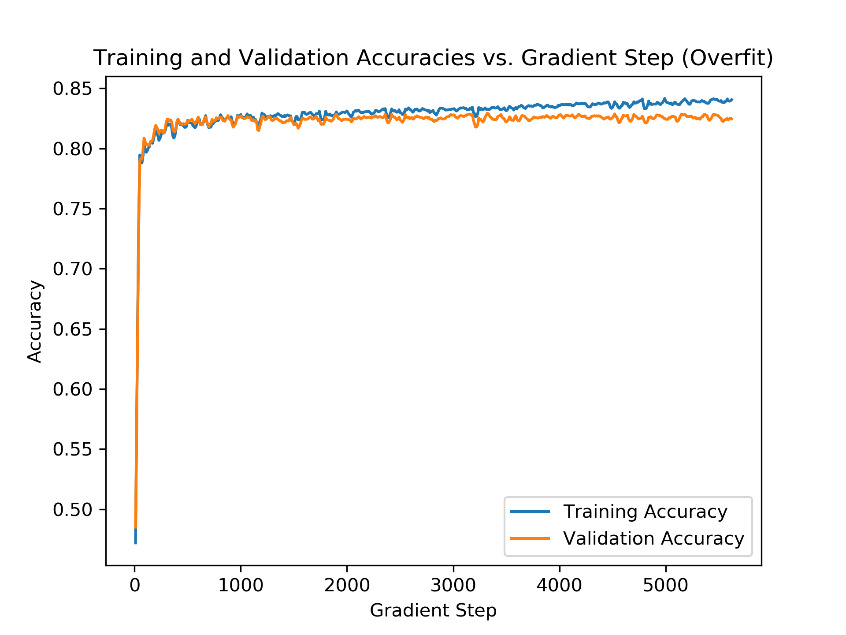 Training and Validation Accuracies vs. Gradient Step (Overfit)
0.85
0.80
0.75
0.70
0.65
0.60
0.55
0.50
Accuracy
Training Accuracy
Validation Accuracy
0 1000 2000 3000 4000 5000
Gradient Step